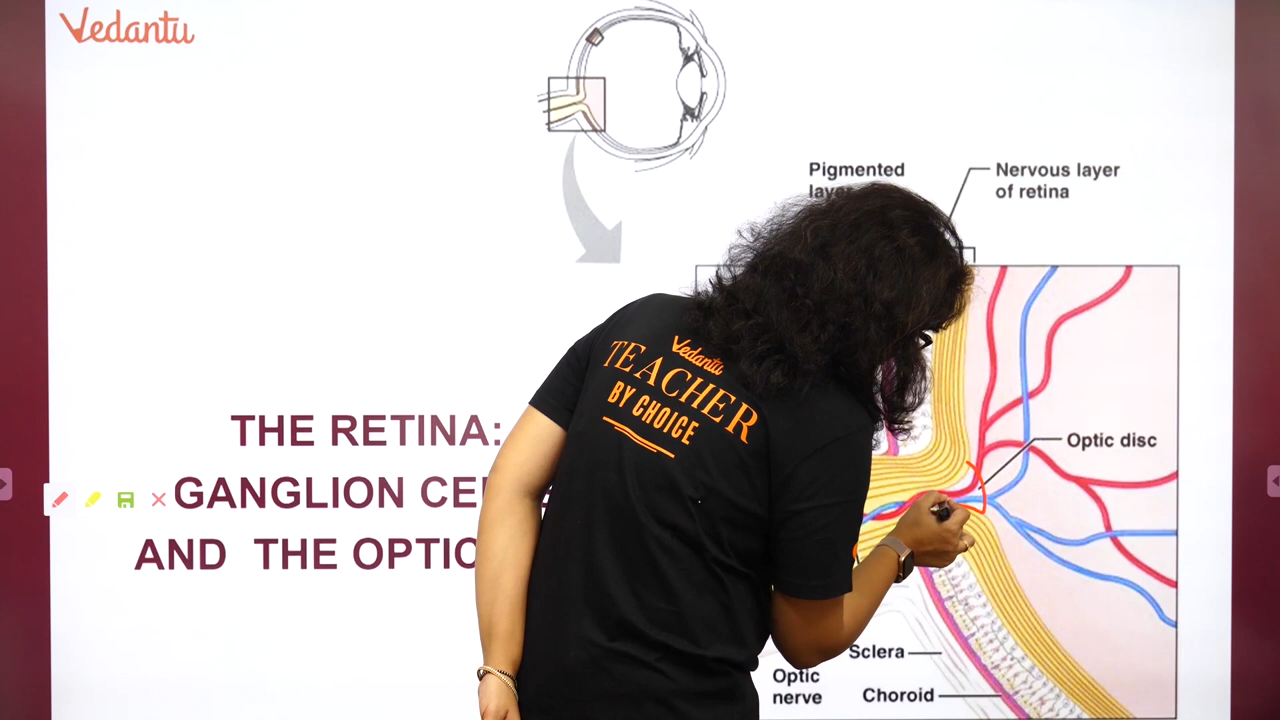 Vedantu
Pigmented
Nervous layer
of retina
Vedantu
TEACHER
BY CHOICE
THE RETINA:
GANGLION
AND THE OPTIC
Optic disc
Sclera
Optic
nerve
Choroid